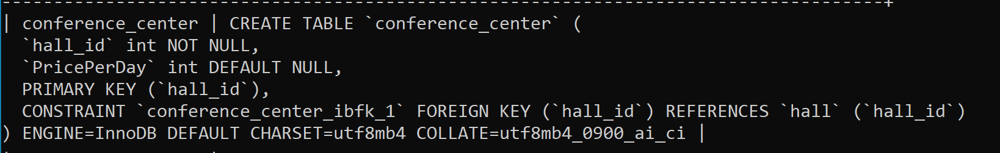 -------------------------------------------------------------------------------------+
| conference_center | CREATE TABLE `conference_center` (
  `hall_id` int NOT NULL,
  `PricePerDay` int DEFAULT NULL,
  PRIMARY KEY (`hall_id`),
  CONSTRAINT `conference_center_ibfk_1` FOREIGN KEY (`hall_id`) REFERENCES `hall` (`hall_id`)
) ENGINE=InnoDB DEFAULT CHARSET=utf8mb4 COLLATE=utf8mb4_0900_ai_ci |